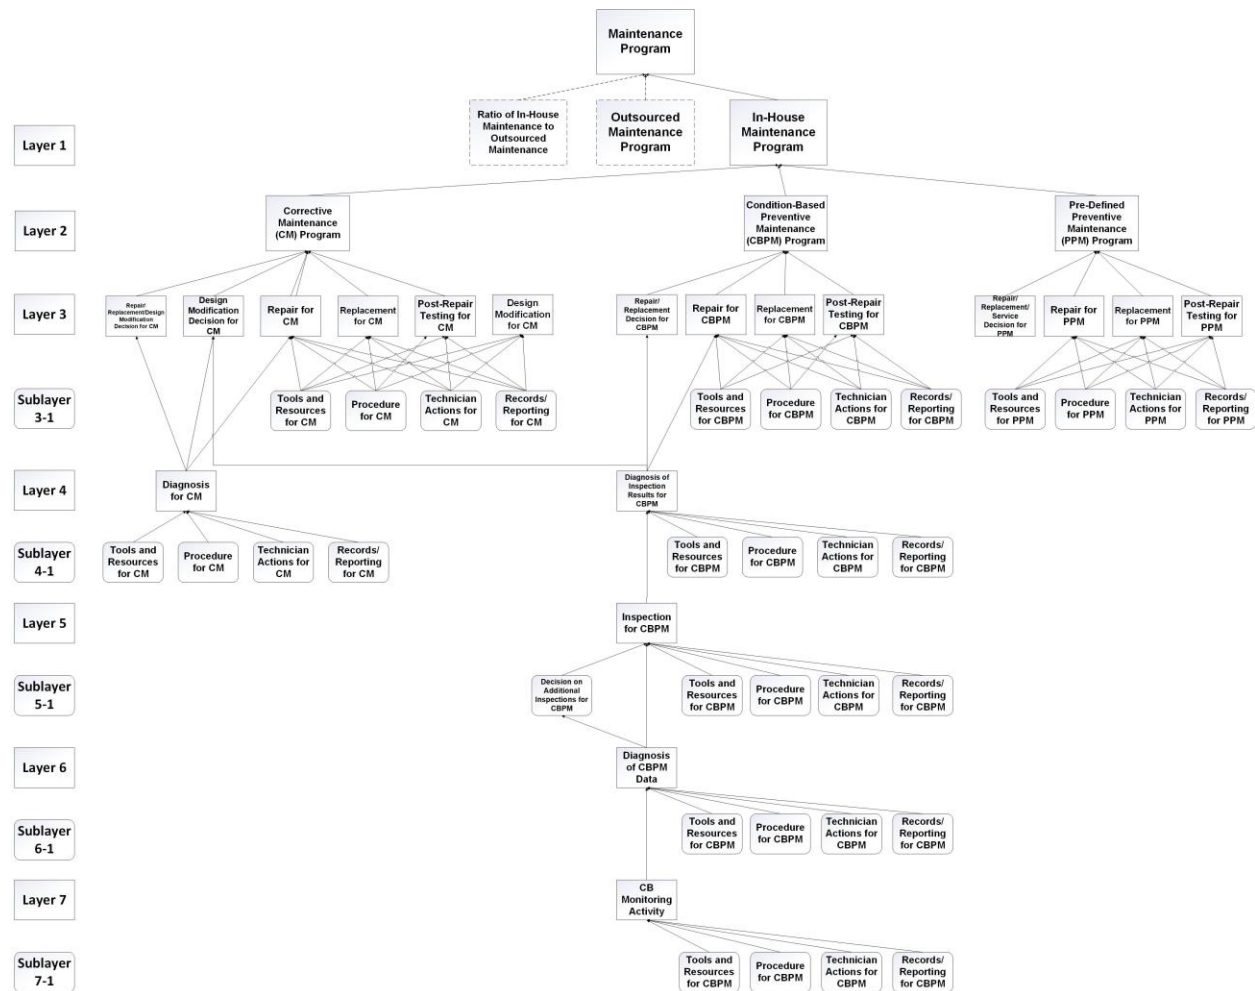 Maintenance
Program
Layer 1
Ratio of In-House
Maintenance to
Outsourced
Maintenance
Outsourced
Maintenance
Program
In-House
Maintenance
Program
Layer 2
Corrective
Maintenance
(CM) Program
Condition-Based
Preventive
Maintenance
(CBPM) Program
Pre-Defined
Preventive
Maintenance
(PPM) Program
Layer 3
Repair/
Replacement/Design
Modification
Decision for CM
Design
Modification
Decision for
CM
Repair for
CM
Replacement
for CM
Post-Repair
Testing for
CM
Design
Modification
for CM
Repair/
Replacement
Decision for
CBPM
Repair for
CBPM
Replacement
for CBPM
Post-Repair
Testing for
CBPM
Repair/
Replacement/
Service
Decision for
PPM
Repair for
PPM
Replacement
for PPM
Post-Repair
Testing for
PPM
Sublayer
3-1
Tools and
Resources
for CM
Procedure
for CM
Technician
Actions for
CM
Records/
Reporting
for CM
Tools and
Resources
for CBPM
Procedure
for CBPM
Technician
Actions for
CBPM
Records/
Reporting
for CBPM
Tools and
Resources
for PPM
Procedure
for PPM
Technician
Actions for
PPM
Records/
Reporting
for PPM
Layer 4
Diagnosis
for CM
Diagnosis of
Inspection
Results for
CBPM
Sublayer
4-1
Tools and
Resources
for CM
Procedure
for CM
Technician
Actions for
CM
Records/
Reporting
for CM
Tools and
Resources
for CBPM
Procedure
for CBPM
Technician
Actions for
CBPM
Records/
Reporting
for CBPM
Layer 5
Inspection
for CBPM
Sublayer
5-1
Decision on
Additional
Inspections for
CBPM
Tools and
Resources
for CBPM
Procedure
for CBPM
Technician
Actions for
CBPM
Records/
Reporting
for CBPM
Layer 6
Diagnosis
of CBPM
Data
Sublayer
6-1
Tools and
Resources
for CBPM
Procedure
for CBPM
Technician
Actions for
CBPM
Records/
Reporting
for CBPM
Layer 7
CB
Monitoring
Activity
Sublayer
7-1
Tools and
Resources
for CBPM
Procedure
for CBPM
Technician
Actions for
CBPM
Records/
Reporting
for CBPM